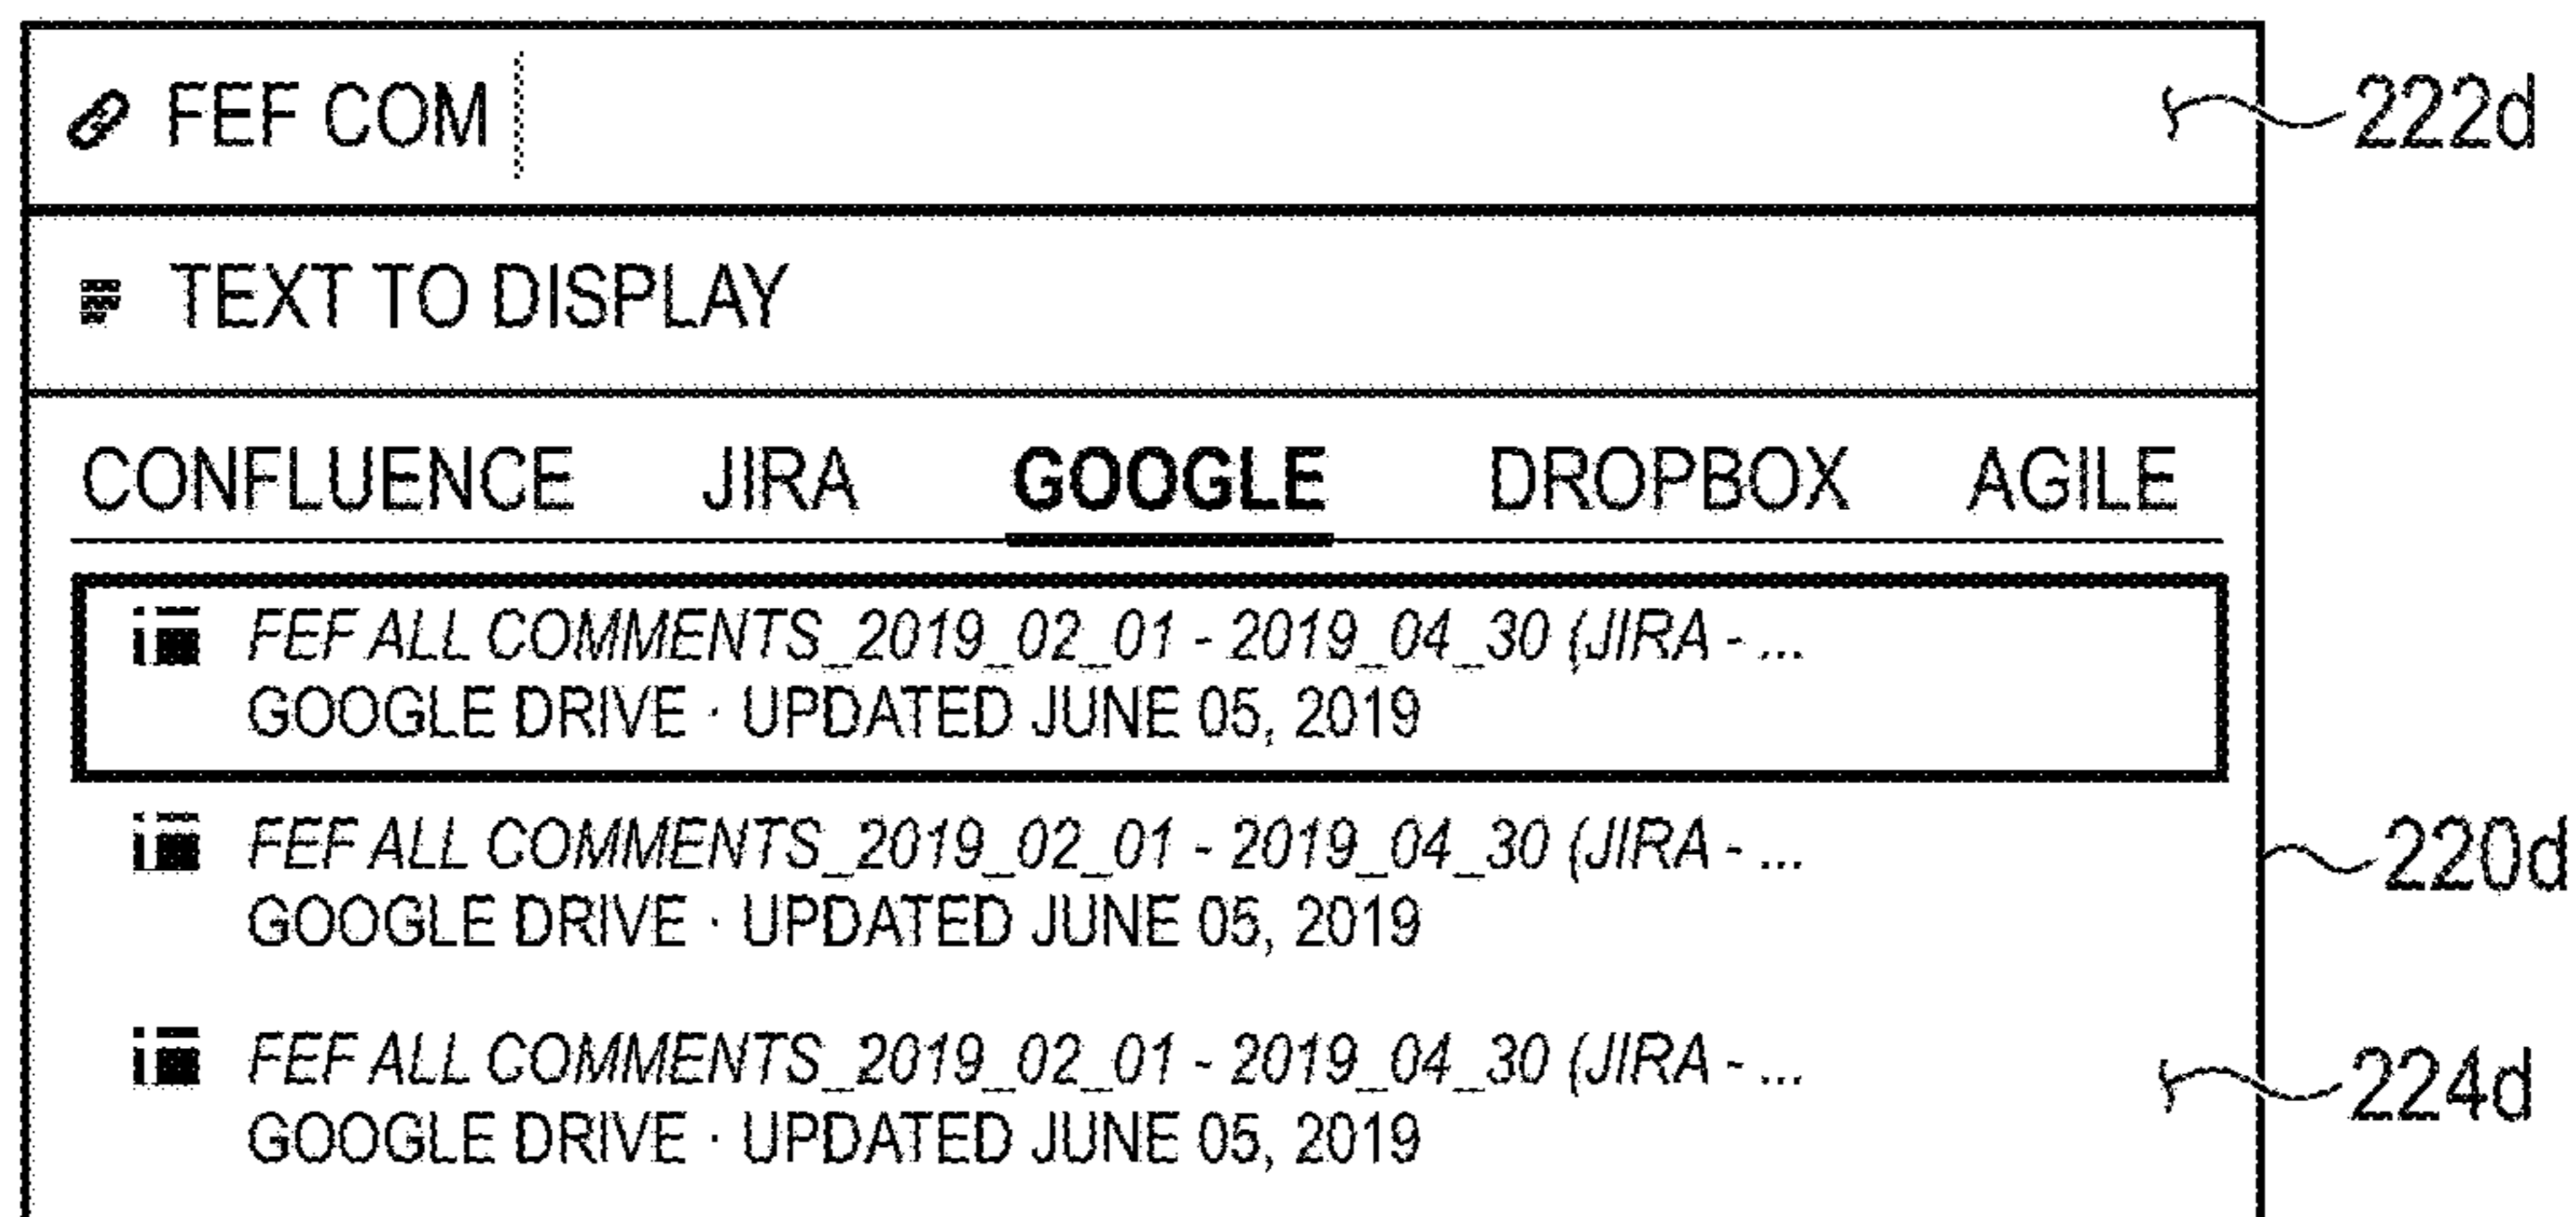 FEF COM
222d
TEXT TO DISPLAY
CONFLUENCE JIRA GOOGLE DROPBOX AGILE
FEF ALL COMMENTS_2019_02_01 - 2019_04_30 (JIRA - ...
GOOGLE DRIVE · UPDATED JUNE 05, 2019
FEF ALL COMMENTS_2019_02_01 - 2019_04_30 (JIRA - ...
220d
GOOGLE DRIVE · UPDATED JUNE 05, 2019
FEF ALL COMMENTS_2019_02_01 - 2019_04_30 (JIRA - ...
224d
GOOGLE DRIVE · UPDATED JUNE 05, 2019